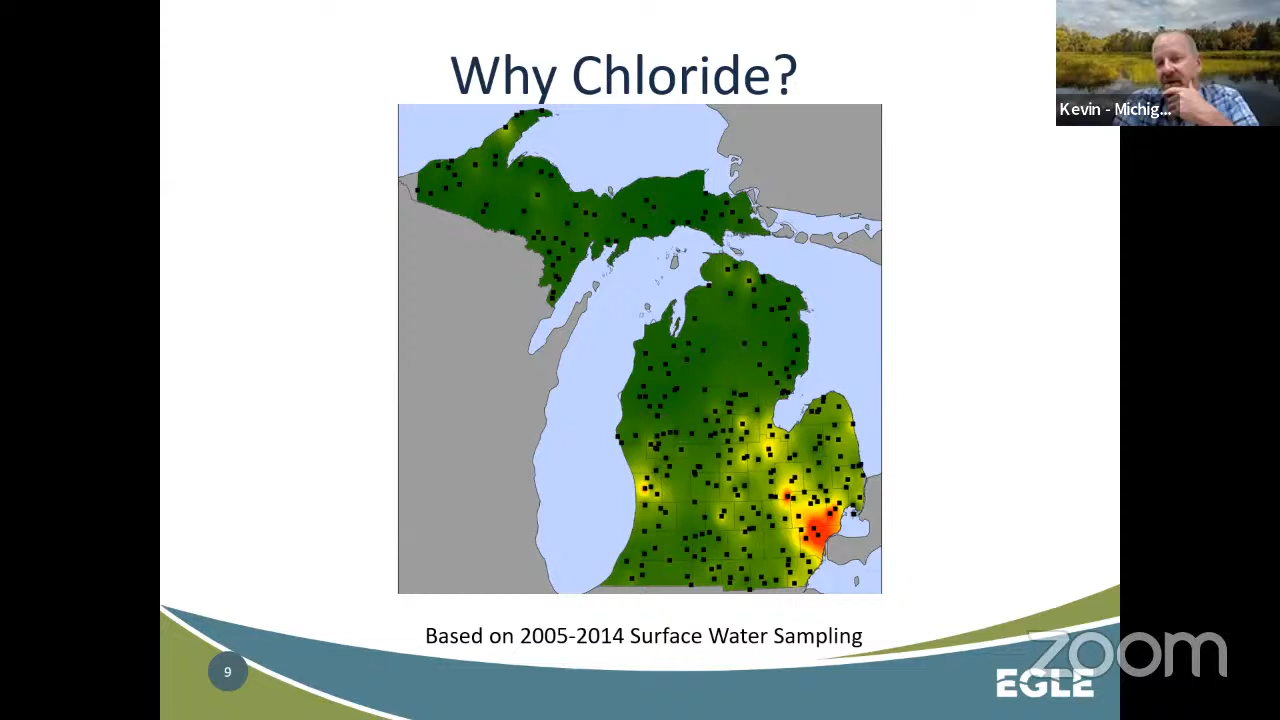 Why Chloride?
Kevin - Michig...
Based on 2005-2014 Surface Water Sampling
9
EGLE
zoom